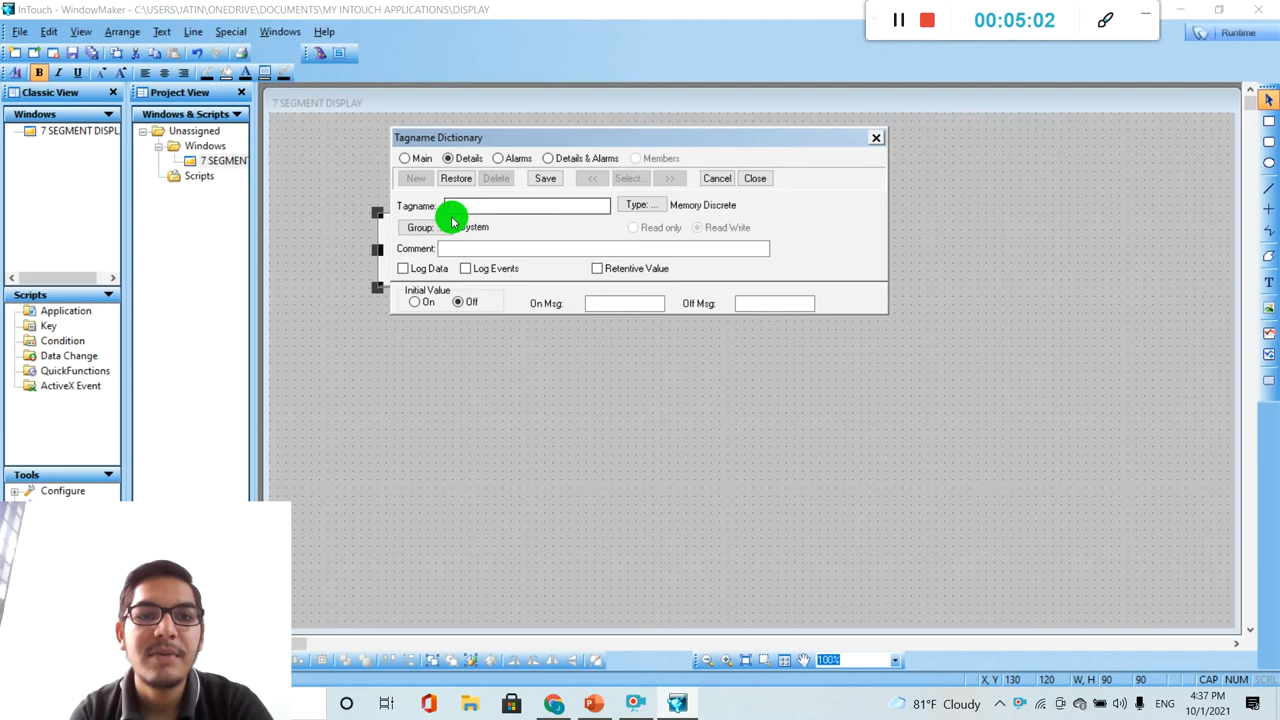 InTouch - WindowMaker - C:\USERS\JATIN\ONEDRIVE\DOCUMENTS\MY INTOUCH APPLICATIONS\DISPLAY
00:05:02
File Edit View Arrange Text Line Special Windows Help
Runtime
B I U
Classic View
Project View
7 SEGMENT DISPLAY
Windows
Windows & Scripts
7 SEGMENT DISPL
Unassigned
Windows
7 SEGMEN
Scripts
Tagname Dictionary
Main Details Alarms Details & Alarms Members
New Restore Delete Save << Select... >> Cancel Close
Tagname: Type: ... Memory Discrete
Group: System Read only Read Write
Comment:
Log Data Log Events Retentive Value
Initial Value
On Off On Msg: Off Msg:
Scripts
Application
Key
Condition
Data Change
QuickFunctions
ActiveX Event
Tools
Configure
100%
X, Y 130 120 W, H 90 90 CAP NUM SCRL
81°F Cloudy
ENG
4:37 PM
10/1/2021